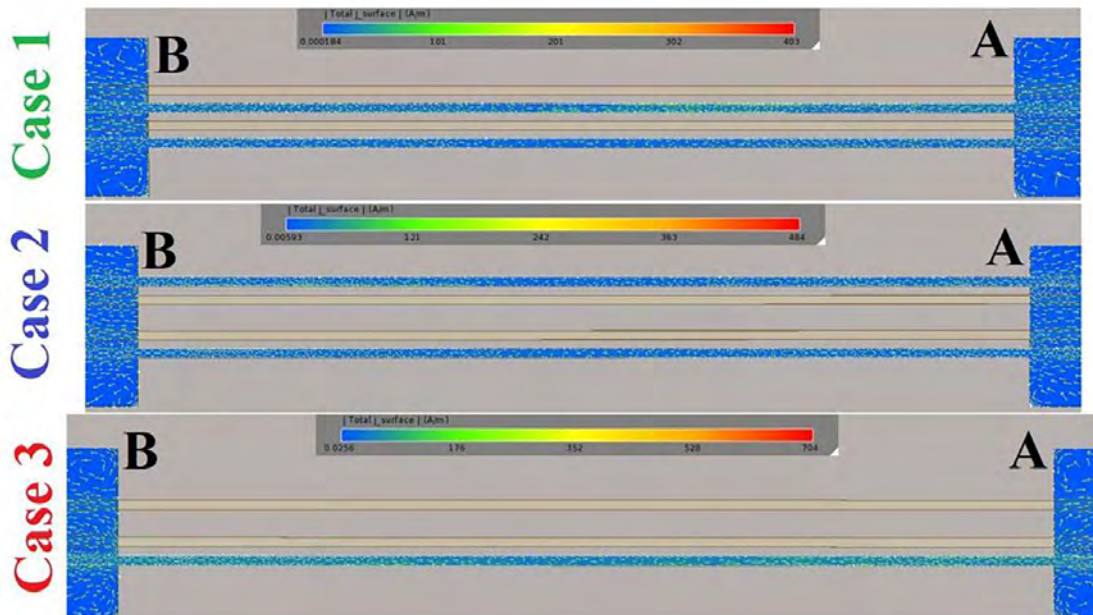 Case 1
| Total J_surface | (A/m)
0.000184 101 201 302 403
B A
Case 2
| Total J_surface | (A/m)
0.00593 121 242 363 484
B A
Case 3
| Total J_surface | (A/m)
0.0256 176 352 528 704
B A